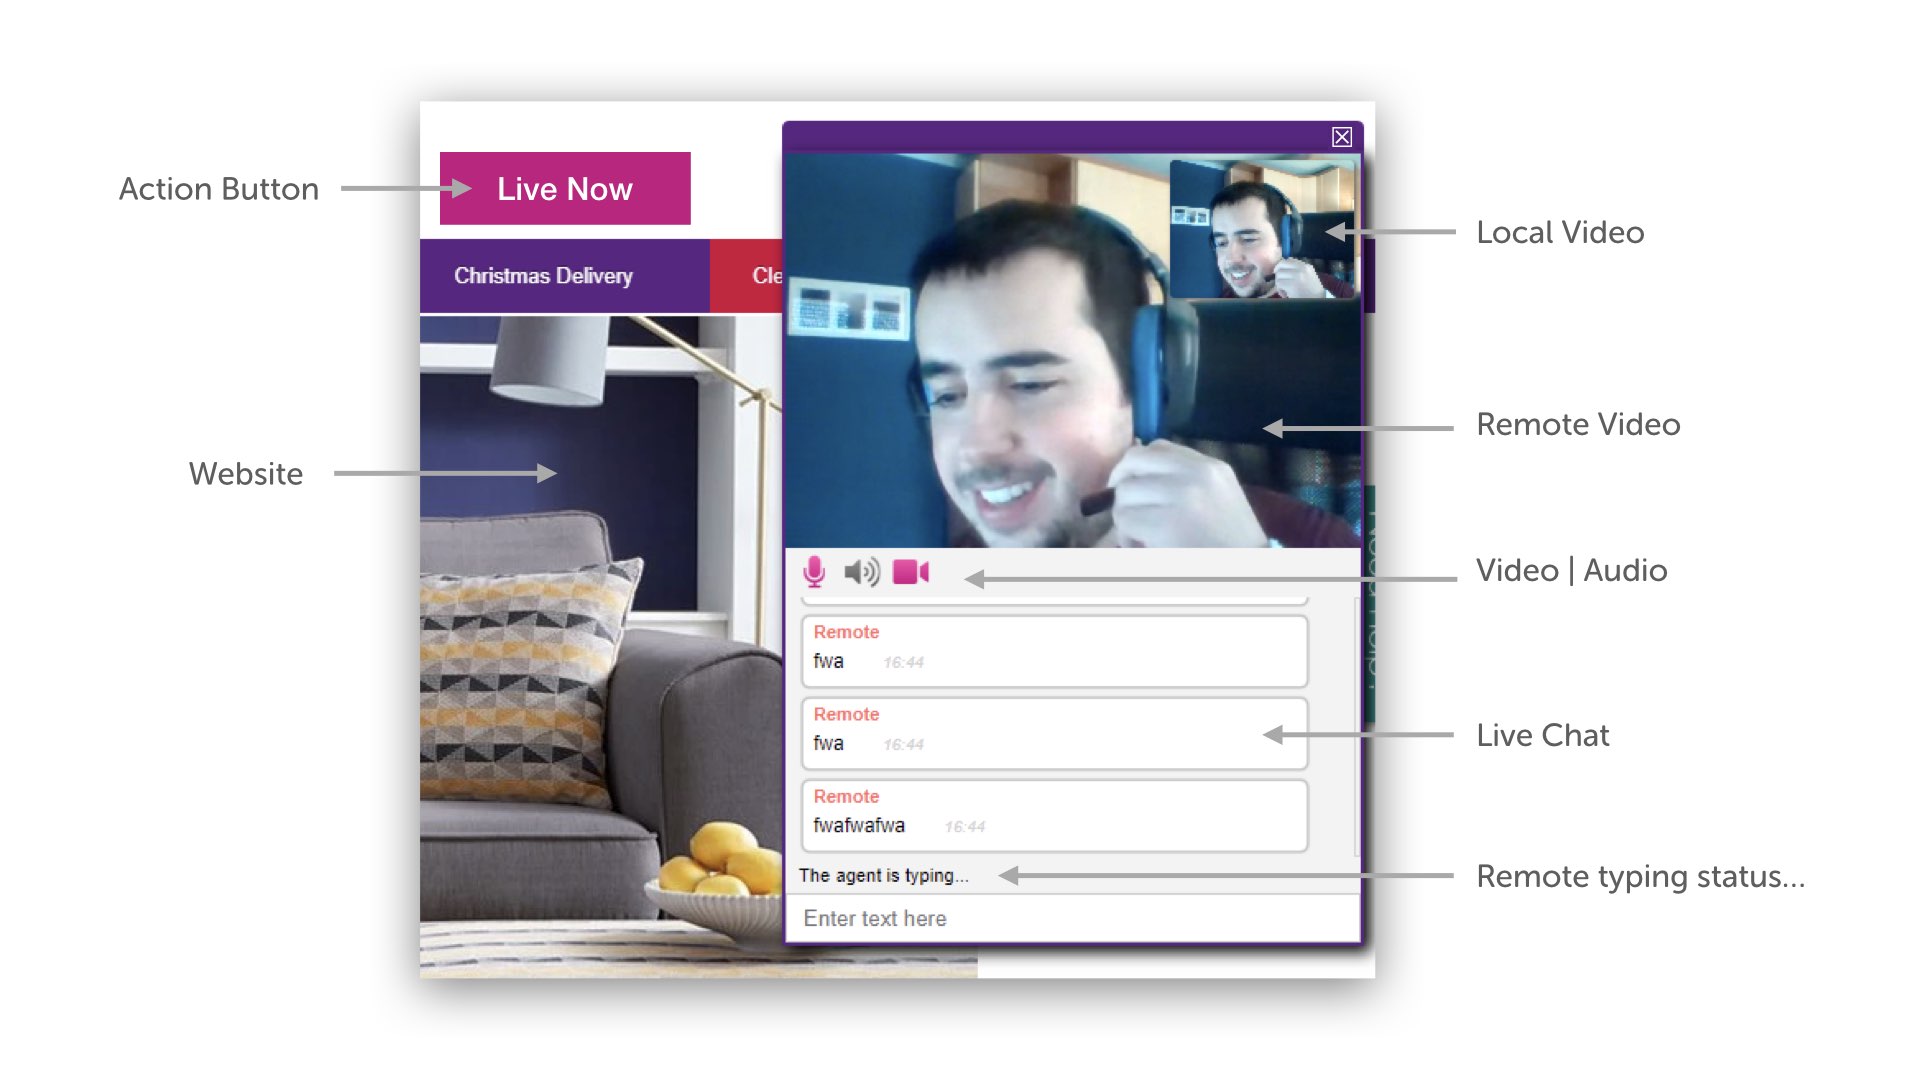 Action Button
Live Now
Christmas Delivery
Cle
Local Video
Remote Video
Website
Video | Audio
Remote
fwa 16:44
Remote
fwa 16:44
Live Chat
Remote
fwafwafwa 16:44
The agent is typing...
Remote typing status...
Enter text here